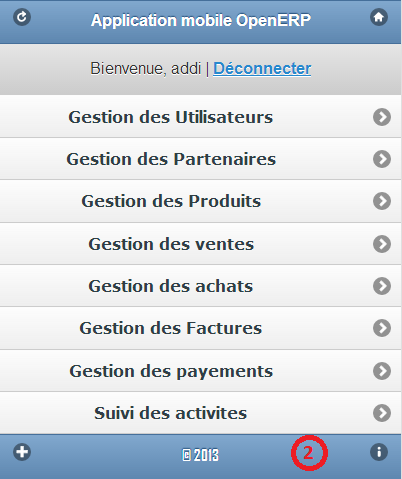 Application mobile OpenERP
Bienvenue, addi | Déconnecter
Gestion des Utilisateurs
Gestion des Partenaires
Gestion des Produits
Gestion des ventes
Gestion des achats
Gestion des Factures
Gestion des payements
Suivi des activites
© 2013
2